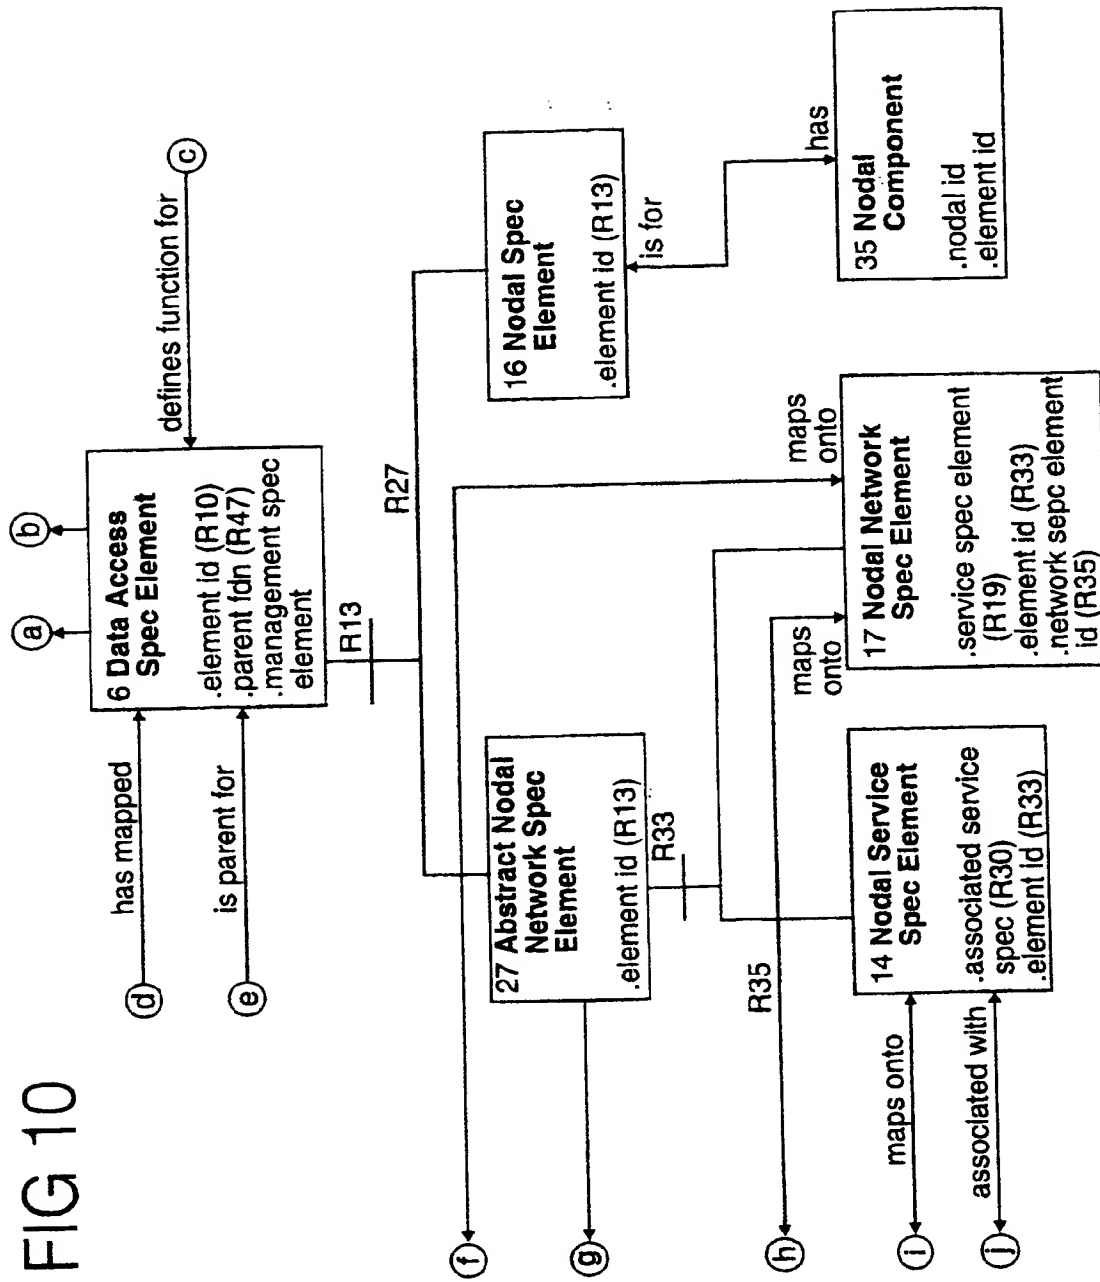 FIG 10
a
b
d
has mapped
e
is parent for
6 Data Access
Spec Element
.element id (R10)
.parent fdn (R47)
.management spec
element
defines function for
c
R13
R27
f
g
27 Abstract Nodal
Network Spec
Element
.element id (R13)
R33
16 Nodal Spec
Element
.element id (R13)
is for
has
h
R35
maps
onto
maps
onto
i
maps onto
j
associated with
14 Nodal Service
Spec Element
.associated service
spec (R30)
.element id (R33)
17 Nodal Network
Spec Element
.service spec element
(R19)
.element id (R33)
.network sepc element
id (R35)
35 Nodal
Component
.nodal id
.element id